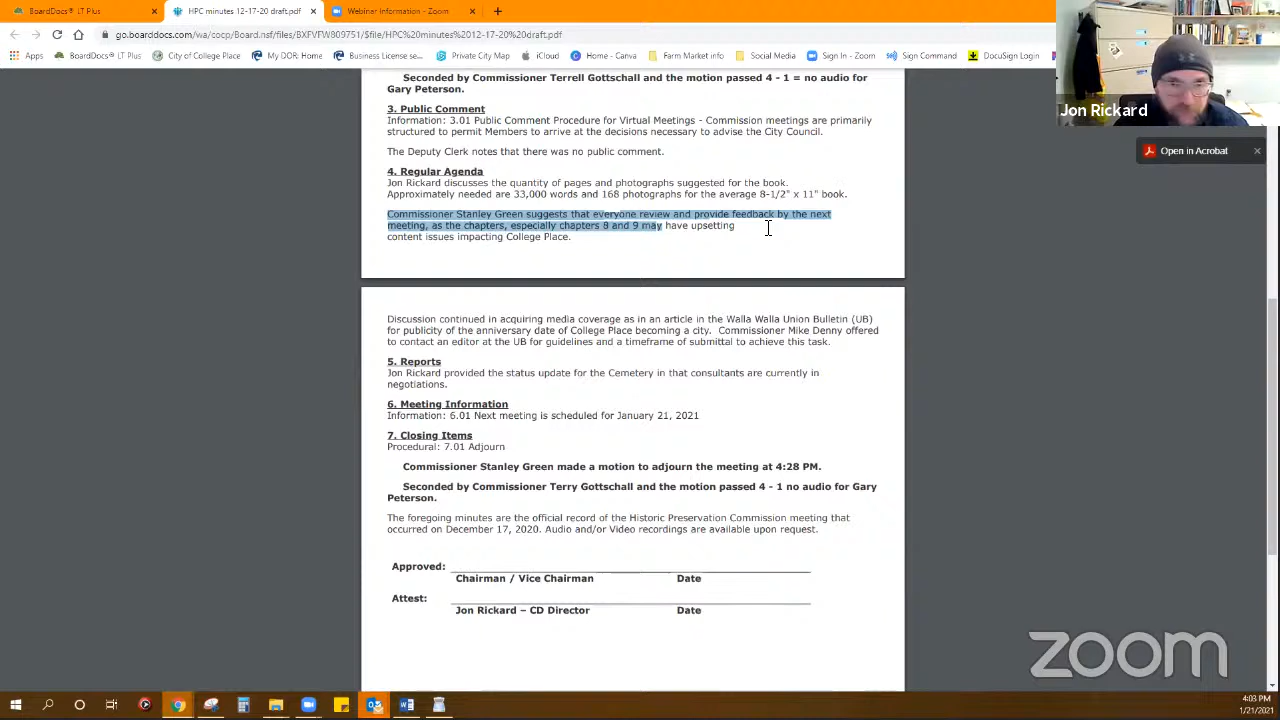 BoardDocs® LT Plus
HPC minutes 12-17-20 draft.pdf
Webinar Information - Zoom
go.boarddocs.com/wa/cocp/Board.nsf/files/BXFVFW809751/$file/HPC%20minutes%2012-17-20%20draft.pdf
Apps BoardDocs® LT Plus City of College Place My DOR: Home Business License se... Private City Map iCloud Home - Canva Farm Market info Social Media Sign In - Zoom Sign Command DocuSign Login
Jon Rickard
Open in Acrobat
Seconded by Commissioner Terrell Gottschall and the motion passed 4 - 1 = no audio for
Gary Peterson.
3. Public Comment
Information: 3.01 Public Comment Procedure for Virtual Meetings - Commission meetings are primarily
structured to permit Members to arrive at the decisions necessary to advise the City Council.
The Deputy Clerk notes that there was no public comment.
4. Regular Agenda
Jon Rickard discusses the quantity of pages and photographs suggested for the book.
Approximately needed are 33,000 words and 168 photographs for the average 8-1/2" x 11" book.
Commissioner Stanley Green suggests that everyone review and provide feedback by the next
meeting, as the chapters, especially chapters 8 and 9 may have upsetting
content issues impacting College Place.
Discussion continued in acquiring media coverage as in an article in the Walla Walla Union Bulletin (UB)
for publicity of the anniversary date of College Place becoming a city. Commissioner Mike Denny offered
to contact an editor at the UB for guidelines and a timeframe of submittal to achieve this task.
5. Reports
Jon Rickard provided the status update for the Cemetery in that consultants are currently in
negotiations.
6. Meeting Information
Information: 6.01 Next meeting is scheduled for January 21, 2021
7. Closing Items
Procedural: 7.01 Adjourn
Commissioner Stanley Green made a motion to adjourn the meeting at 4:28 PM.
Seconded by Commissioner Terry Gottschall and the motion passed 4 - 1 no audio for Gary
Peterson.
The foregoing minutes are the official record of the Historic Preservation Commission meeting that
occurred on December 17, 2020. Audio and/or Video recordings are available upon request.
Approved:
Chairman / Vice Chairman Date
Attest:
Jon Rickard – CD Director Date
zoom
4:03 PM
1/21/2021